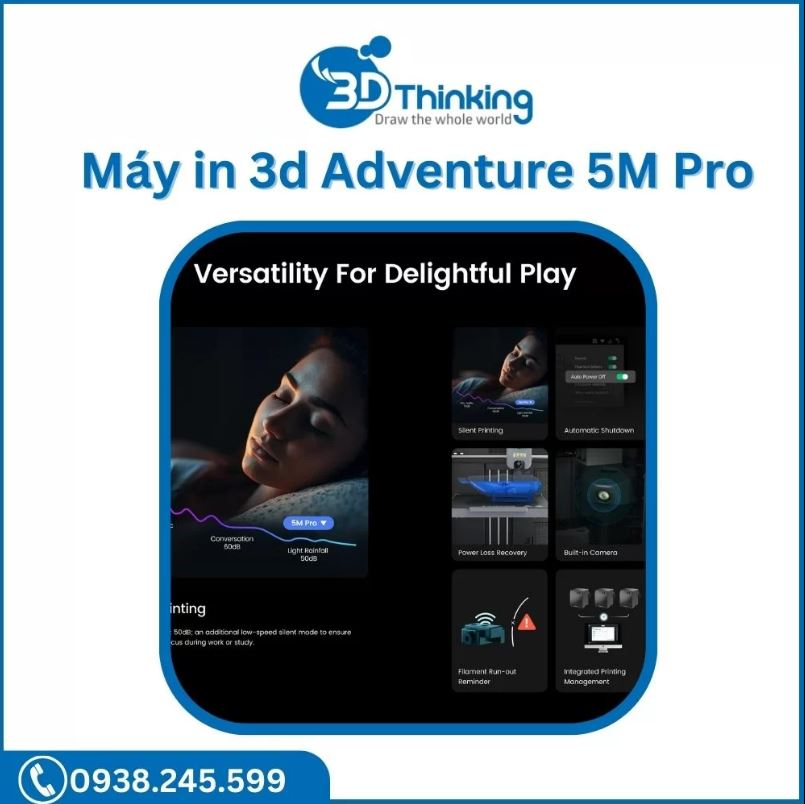 3D Thinking
Draw the whole world
Máy in 3d Adventure 5M Pro
Versatility For Delightful Play
5M Pro
Conversation
60dB
Light Rainfall
50dB
inting
50dB; an additional low-speed silent mode to ensure
cus during work or study.
Silent Printing
Auto Power Off
Automatic Shutdown
Power Loss Recovery
Built-in Camera
Filament Run-out
Reminder
Integrated Printing
Management
0938.245.599